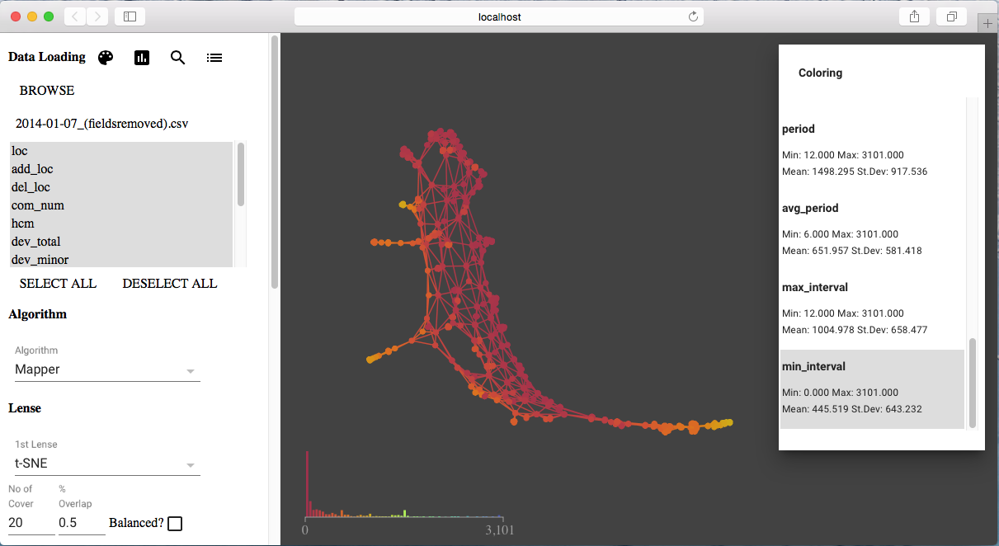 localhost
Data Loading
BROWSE
2014-01-07_(fieldsremoved).csv
loc
add_loc
del_loc
com_num
hcm
dev_total
dev_minor
SELECT ALL DESELECT ALL
Algorithm
Algorithm
Mapper
Lense
1st Lense
t-SNE
No of Cover
% Overlap
20
0.5
Balanced?
0
3,101
Coloring
period
Min: 12.000 Max: 3101.000
Mean: 1498.295 St.Dev: 917.536
avg_period
Min: 6.000 Max: 3101.000
Mean: 651.957 St.Dev: 581.418
max_interval
Min: 12.000 Max: 3101.000
Mean: 1004.978 St.Dev: 658.477
min_interval
Min: 0.000 Max: 3101.000
Mean: 445.519 St.Dev: 643.232